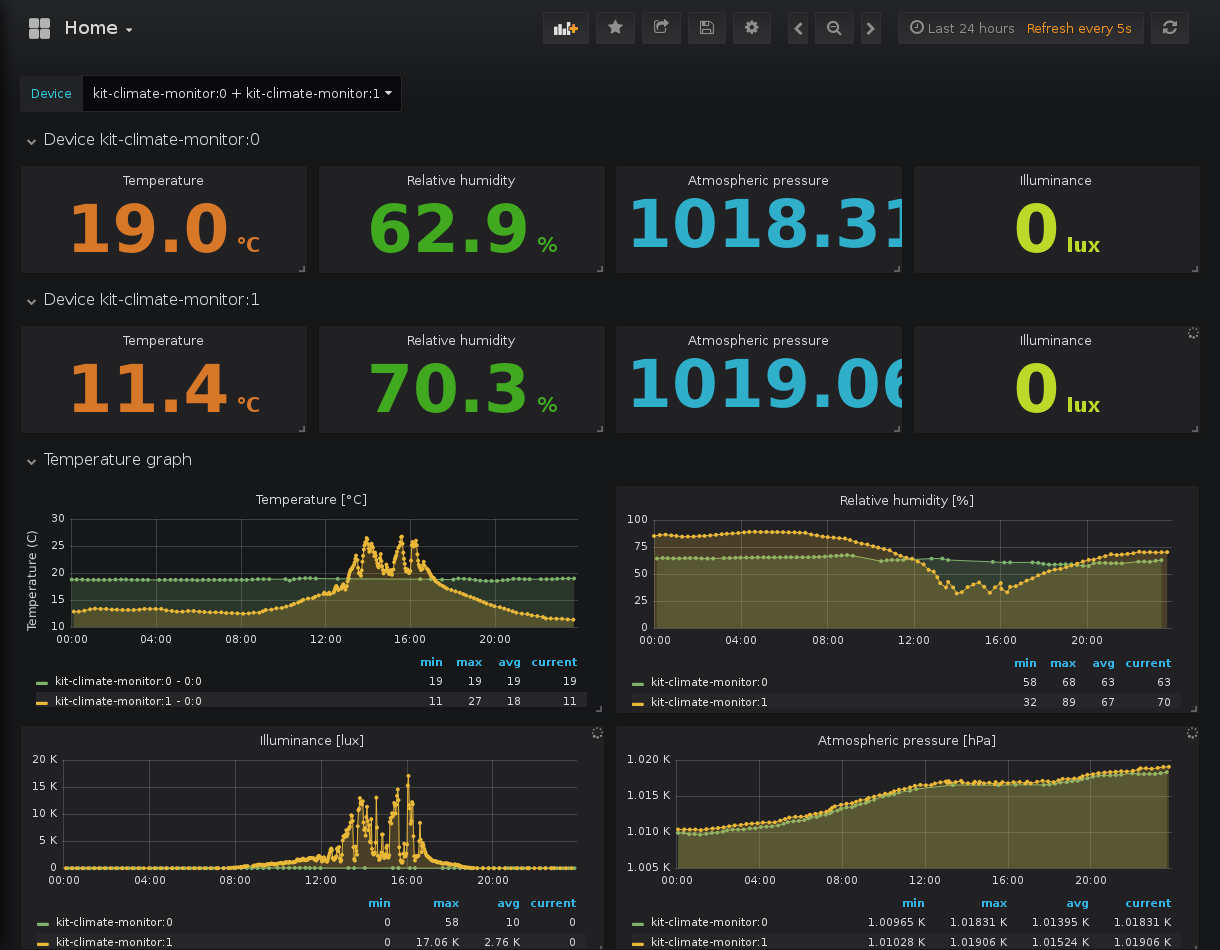 Home
Last 24 hours Refresh every 5s
Device kit-climate-monitor:0 + kit-climate-monitor:1
Device kit-climate-monitor:0
Temperature Relative humidity Atmospheric pressure Illuminance
19.0 °C 62.9 % 1018.31 0 lux
Device kit-climate-monitor:1
Temperature Relative humidity Atmospheric pressure Illuminance
11.4 °C 70.3 % 1019.06 0 lux
Temperature graph
Temperature [°C]
Temperature (C)
30
25
20
15
10
00:00 04:00 08:00 12:00 16:00 20:00
min max avg current
kit-climate-monitor:0 - 0:0 19 19 19 19
kit-climate-monitor:1 - 0:0 11 27 18 11
Relative humidity [%]
100
75
50
25
0
00:00 04:00 08:00 12:00 16:00 20:00
min max avg current
kit-climate-monitor:0 58 68 63 63
kit-climate-monitor:1 32 89 67 70
Illuminance [lux]
20 K
15 K
10 K
5 K
0
00:00 04:00 08:00 12:00 16:00 20:00
min max avg current
kit-climate-monitor:0 0 58 10 0
kit-climate-monitor:1 0 17.06 K 2.76 K 0
Atmospheric pressure [hPa]
1.020 K
1.015 K
1.010 K
1.005 K
00:00 04:00 08:00 12:00 16:00 20:00
min max avg current
kit-climate-monitor:0 1.00965 K 1.01831 K 1.01395 K 1.01831 K
kit-climate-monitor:1 1.01028 K 1.01906 K 1.01524 K 1.01906 K